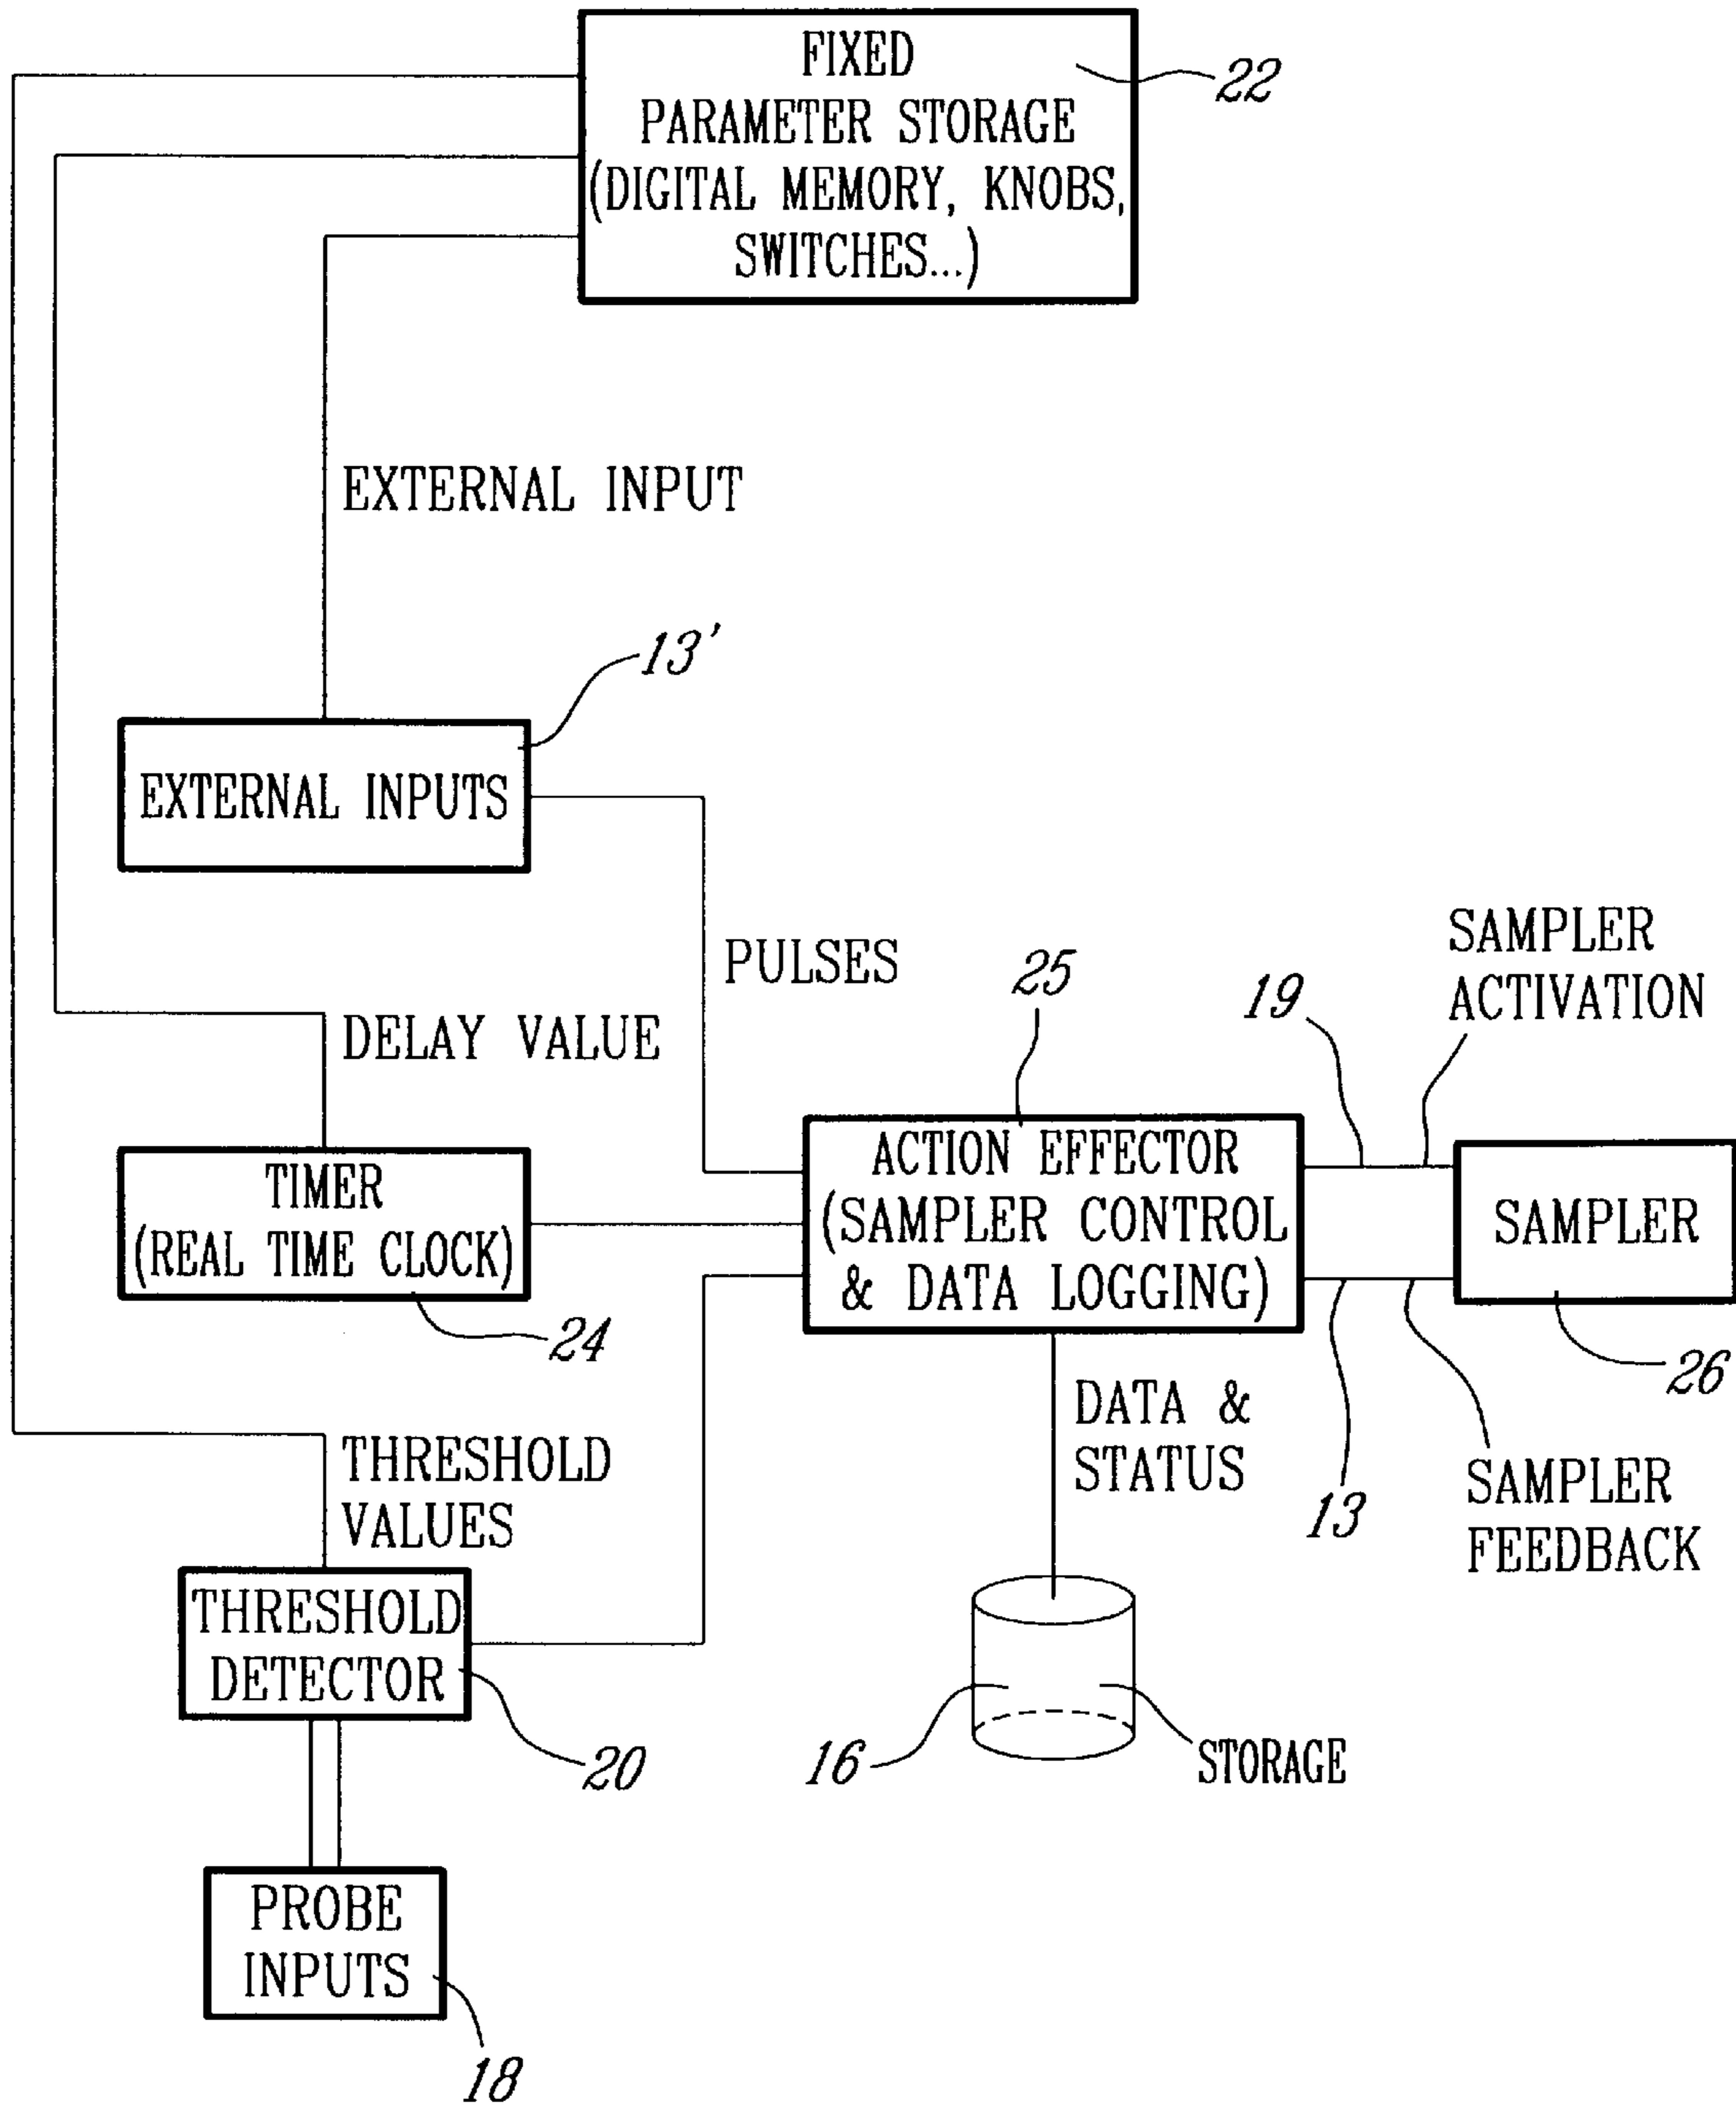 FIXED
PARAMETER STORAGE
(DIGITAL MEMORY, KNOBS,
SWITCHES...)
22
EXTERNAL INPUT
13'
EXTERNAL INPUTS
PULSES
DELAY VALUE
TIMER
(REAL TIME CLOCK)
24
25
ACTION EFFECTOR
(SAMPLER CONTROL
& DATA LOGGING)
19
SAMPLER
ACTIVATION
SAMPLER
26
13
SAMPLER
FEEDBACK
DATA &
STATUS
THRESHOLD
VALUES
THRESHOLD
DETECTOR
20
16
STORAGE
PROBE
INPUTS
18